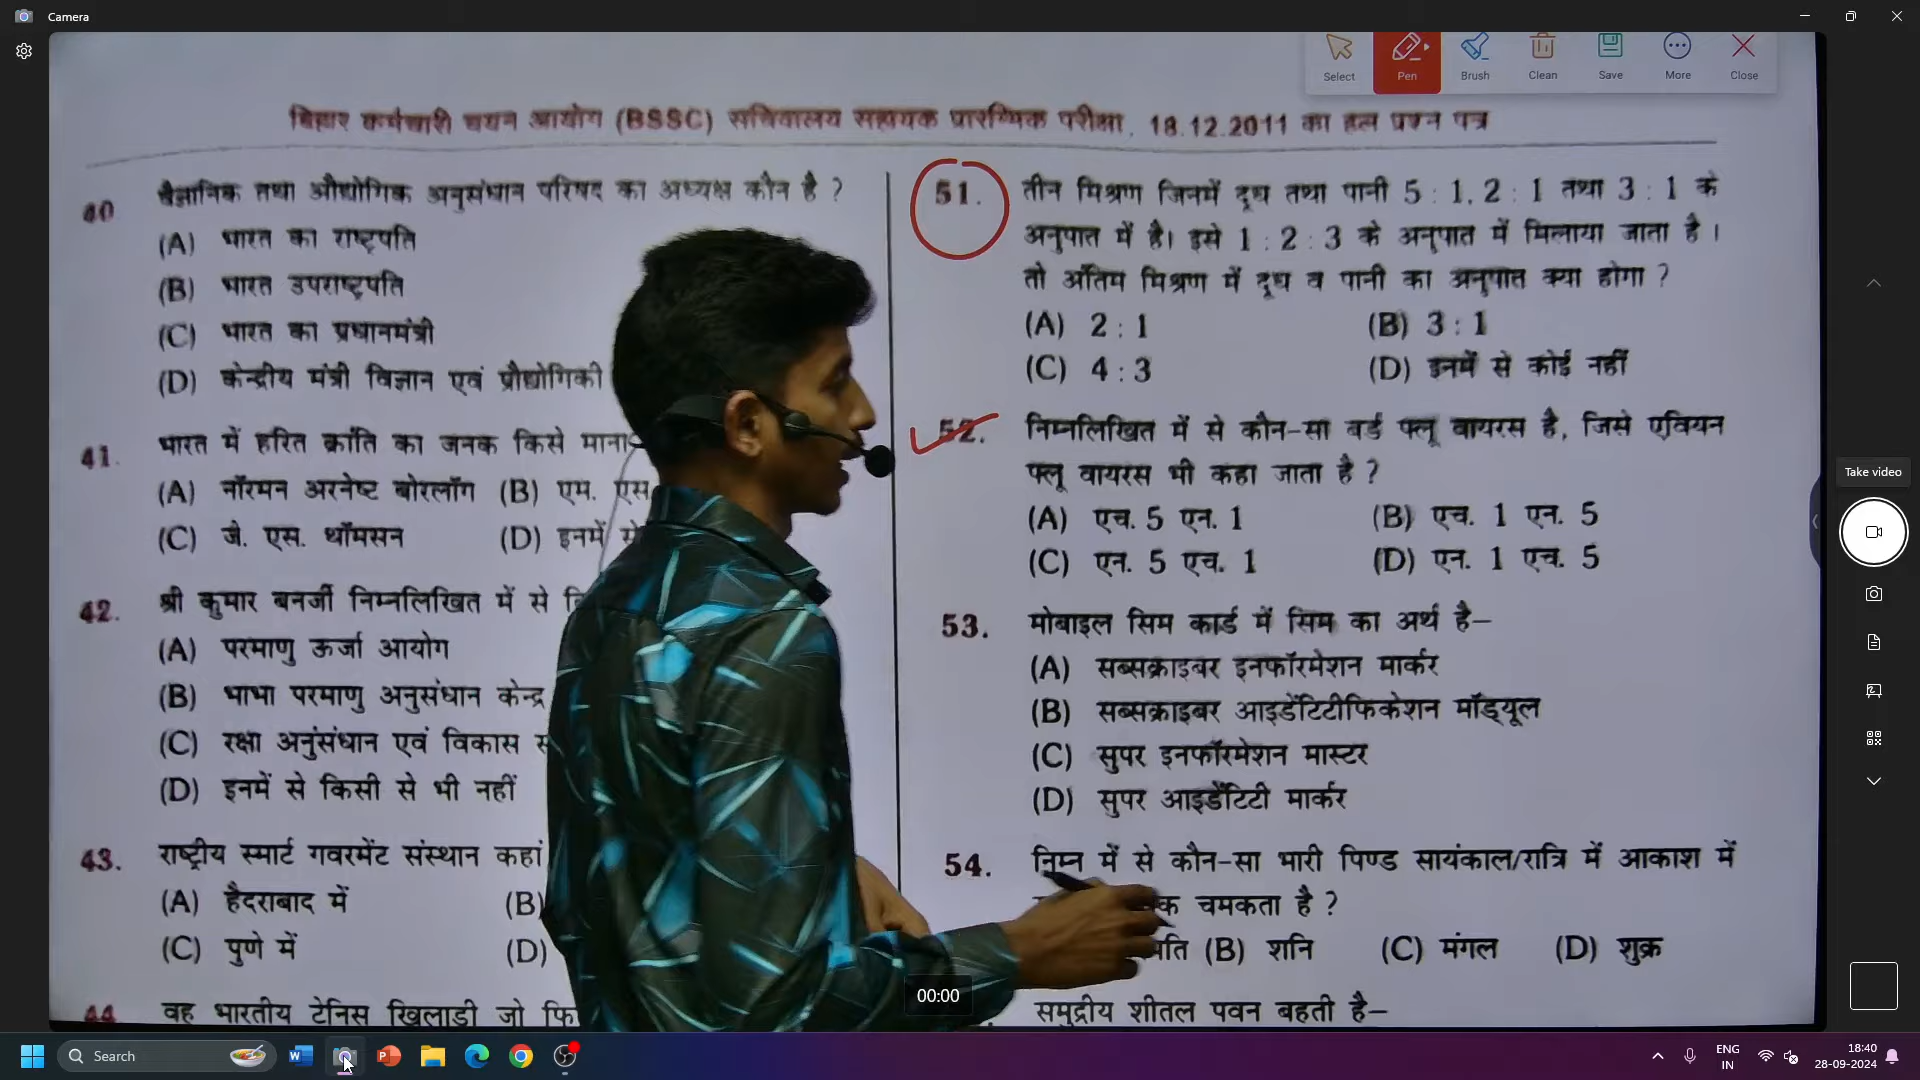 Camera
Select
Pen
Brush
Clean
Save
More
Close
बिहार कर्मचारी चयन आयोग (BSSC) सचिवालय सहायक प्रारम्भिक परीक्षा, 18.12.2011 का हल प्रश्न पत्र
40 वैज्ञानिक तथा औद्योगिक अनुसंधान परिषद का अध्यक्ष कौन है ?
(A) भारत का राष्ट्रपति
(B) भारत उपराष्ट्रपति
(C) भारत का प्रधानमंत्री
(D) केन्द्रीय मंत्री विज्ञान एवं प्रौद्योगिकी
41. भारत में हरित क्रांति का जनक किसे माना
(A) नॉरमन अरनेष्ट बोरलॉग (B) एम. एस
(C) जे. एस. थॉमसन (D) इनमें से
42. श्री कुमार बनर्जी निम्नलिखित में से
(A) परमाणु ऊर्जा आयोग
(B) भाभा परमाणु अनुसंधान केन्द्र
(C) रक्षा अनुंसंधान एवं विकास
(D) इनमें से किसी से भी नहीं
43. राष्ट्रीय स्मार्ट गवरमेंट संस्थान कहां
(A) हैदराबाद में (B)
(C) पुणे में (D)
44 वह भारतीय टेनिस खिलाड़ी जो
51. तीन मिश्रण जिनमें दूध तथा पानी 5 : 1, 2 : 1 तथा 3 : 1 के
अनुपात में है। इसे 1 : 2 : 3 के अनुपात में मिलाया जाता है ।
तो अंतिम मिश्रण में दूध व पानी का अनुपात क्या होगा ?
(A) 2 : 1 (B) 3 : 1
(C) 4 : 3 (D) इनमें से कोई नहीं
52. निम्नलिखित में से कौन-सा बर्ड फ्लू वायरस है, जिसे एवियन
फ्लू वायरस भी कहा जाता है ?
(A) एच. 5 एन. 1 (B) एच. 1 एन. 5
(C) एन. 5 एच. 1 (D) एन. 1 एच. 5
53. मोबाइल सिम कार्ड में सिम का अर्थ है–
(A) सब्सक्राइबर इनफॉरमेशन मार्कर
(B) सब्सक्राइबर आइडेंटिटीफिकेशन मॉड्यूल
(C) सुपर इनफॉरमेशन मास्टर
(D) सुपर आइडेंटिटी मार्कर
54. निम्न में से कौन-सा भारी पिण्ड सायंकाल/रात्रि में आकाश में
चमकता है ?
(B) शनि (C) मंगल (D) शुक्र
समुद्रीय शीतल पवन बहती है–
Take video
00:00
Search
ENG
IN
18:40
28-09-2024